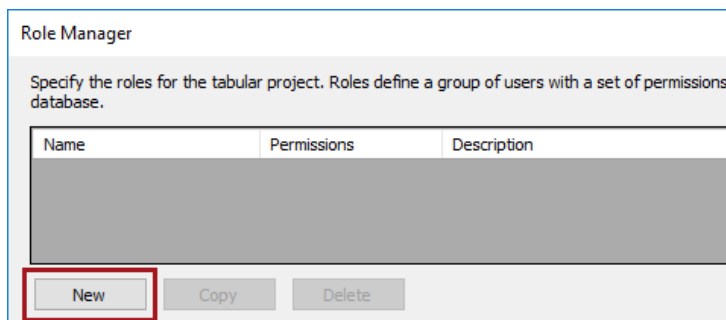 Role Manager
Specify the roles for the tabular project. Roles define a group of users with a set of permissions
database.
Name Permissions Description
New Copy Delete